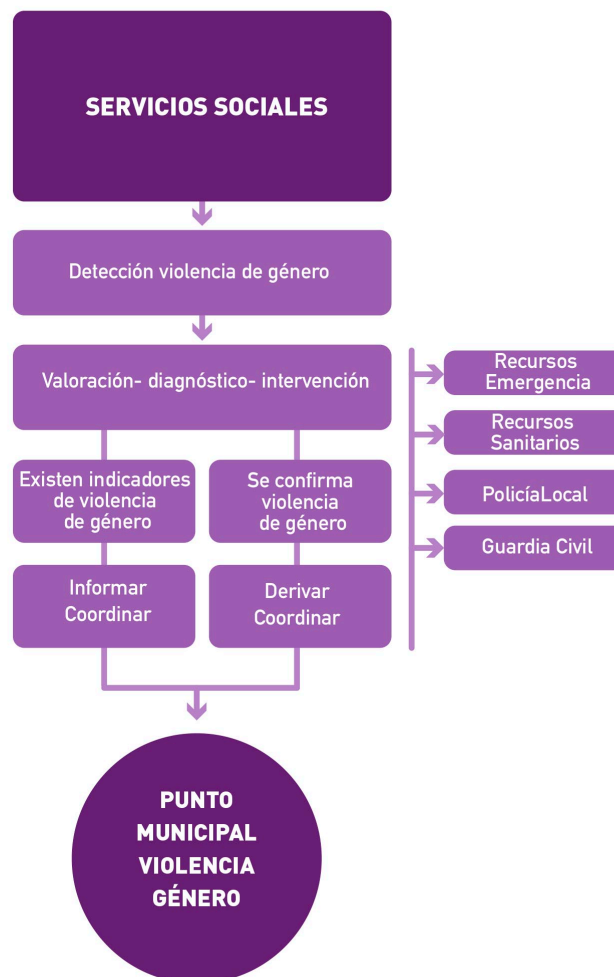 SERVICIOS SOCIALES
Detección violencia de género
Valoración- diagnóstico- intervención
Existen indicadores
de violencia
de género
Se confirma
violencia
de género
Informar
Coordinar
Derivar
Coordinar
Recursos
Emergencia
Recursos
Sanitarios
PolicíaLocal
Guardia Civil
PUNTO
MUNICIPAL
VIOLENCIA
GÉNERO